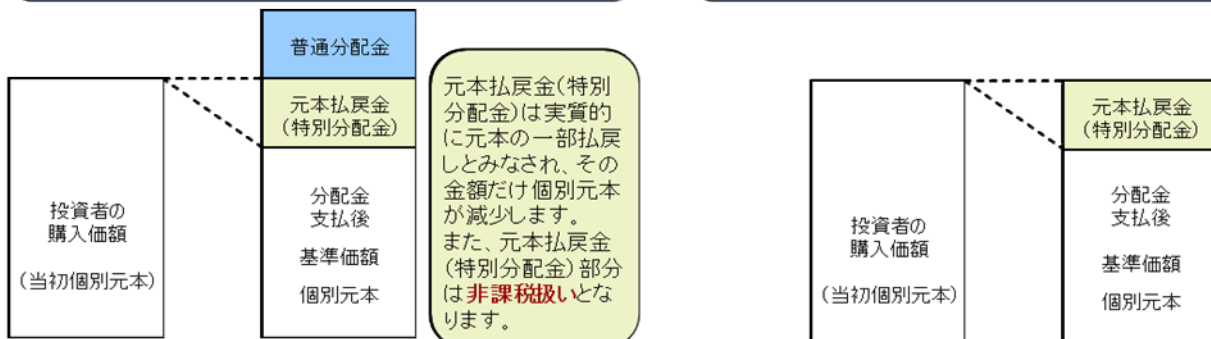 普通分配金
元本払戻金
(特別分配金)
投資者の
購入価額
(当初個別元本)
分配金
支払後
基準価額
個別元本
元本払戻金(特別
分配金)は実質的
に元本の一部払戻
しとみなされ、その
金額だけ個別元本
が減少します。
また、元本払戻金
(特別分配金)部分
は非課税扱いとな
ります。
投資者の
購入価額
(当初個別元本)
元本払戻金
(特別分配金)
分配金
支払後
基準価額
個別元本